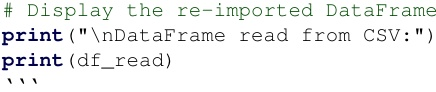 # Display the re-imported DataFrame
print("\nDataFrame read from CSV:")
print(df_read)
```